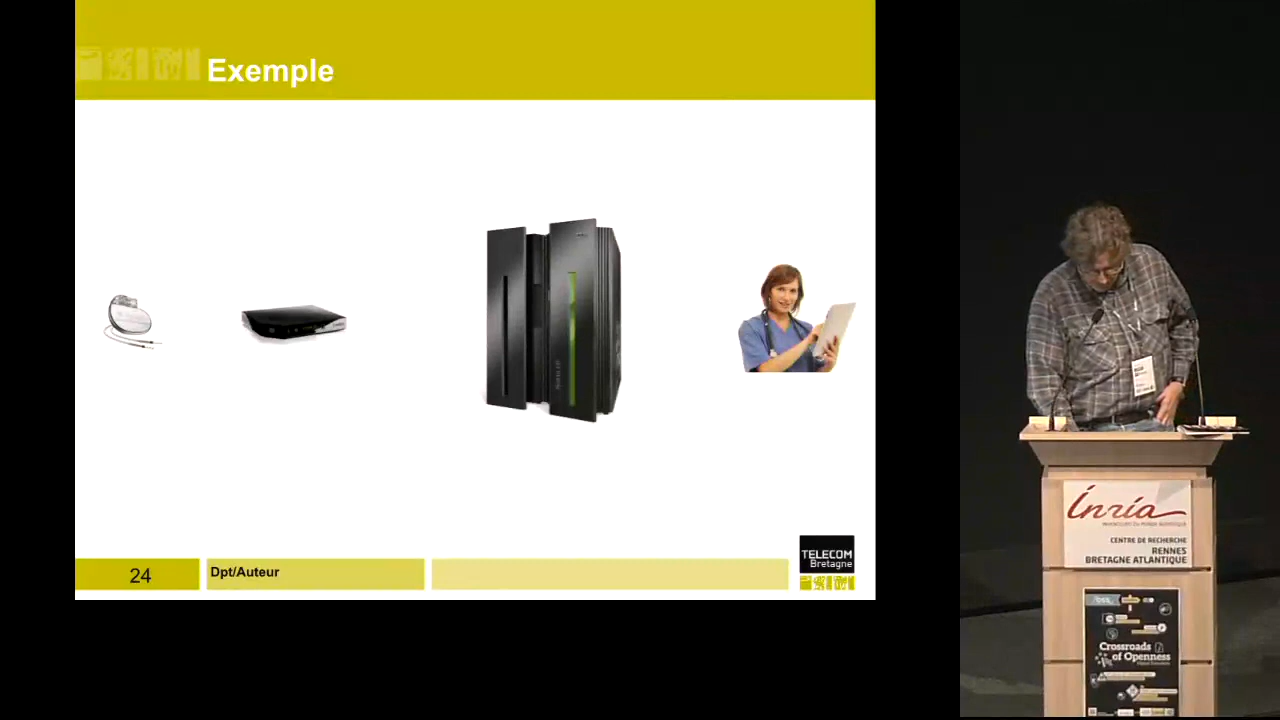 Exemple
24
Dpt/Auteur
TELECOM
Bretagne
Inria
CENTRE DE RECHERCHE
RENNES
BRETAGNE ATLANTIQUE
Crossroads
of Openness